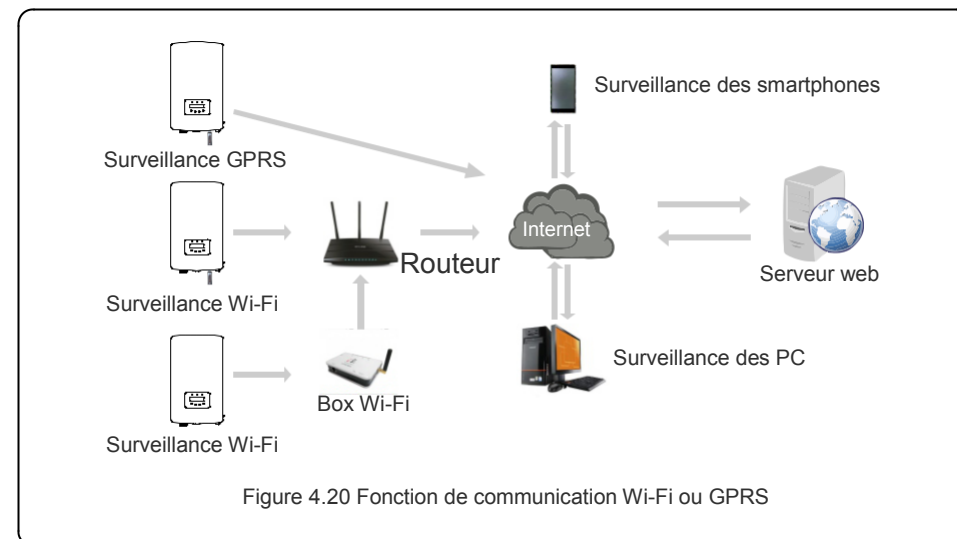 Surveillance des smartphones
Surveillance GPRS
Internet
Routeur
Serveur web
Surveillance Wi-Fi
Surveillance des PC
Box Wi-Fi
Surveillance Wi-Fi
Figure 4.20 Fonction de communication Wi-Fi ou GPRS